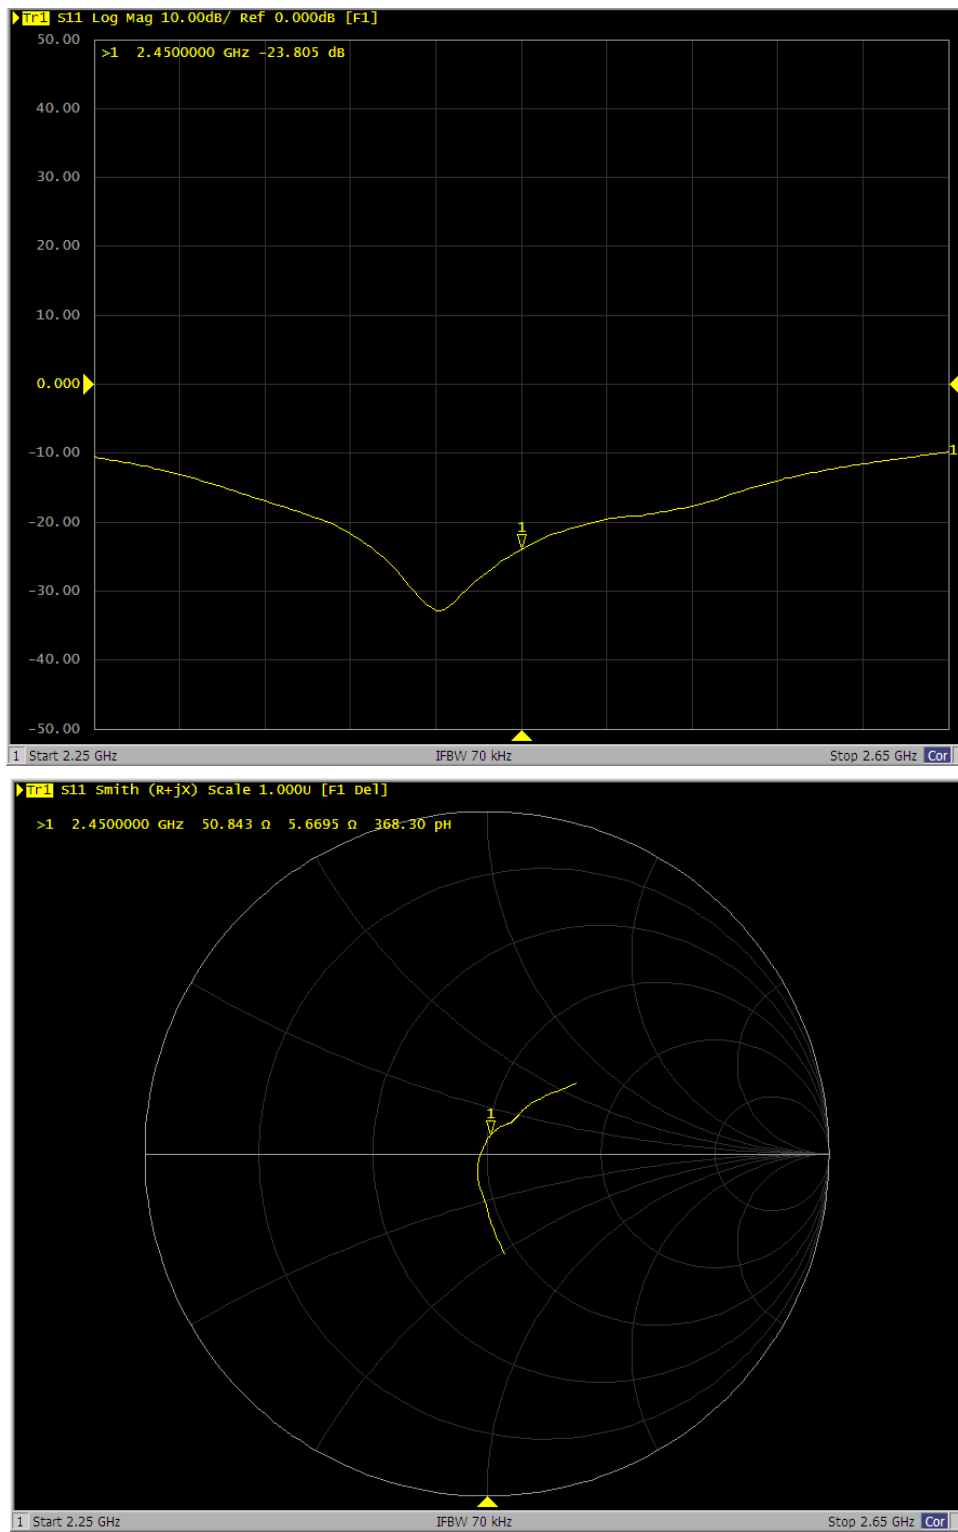 Tr1 S11 Log Mag 10.00dB/ Ref 0.000dB [F1]
50.00
>1 2.4500000 GHz -23.805 dB
40.00
30.00
20.00
10.00
0.000
-10.00
1
-20.00
1
-30.00
-40.00
-50.00
1 Start 2.25 GHz IFBW 70 kHz Stop 2.65 GHz Cor
Tr1 S11 Smith (R+jX) Scale 1.000U [F1 Del]
>1 2.4500000 GHz 50.843 Ω 5.6695 Ω 368.30 pH
1
1 Start 2.25 GHz IFBW 70 kHz Stop 2.65 GHz Cor